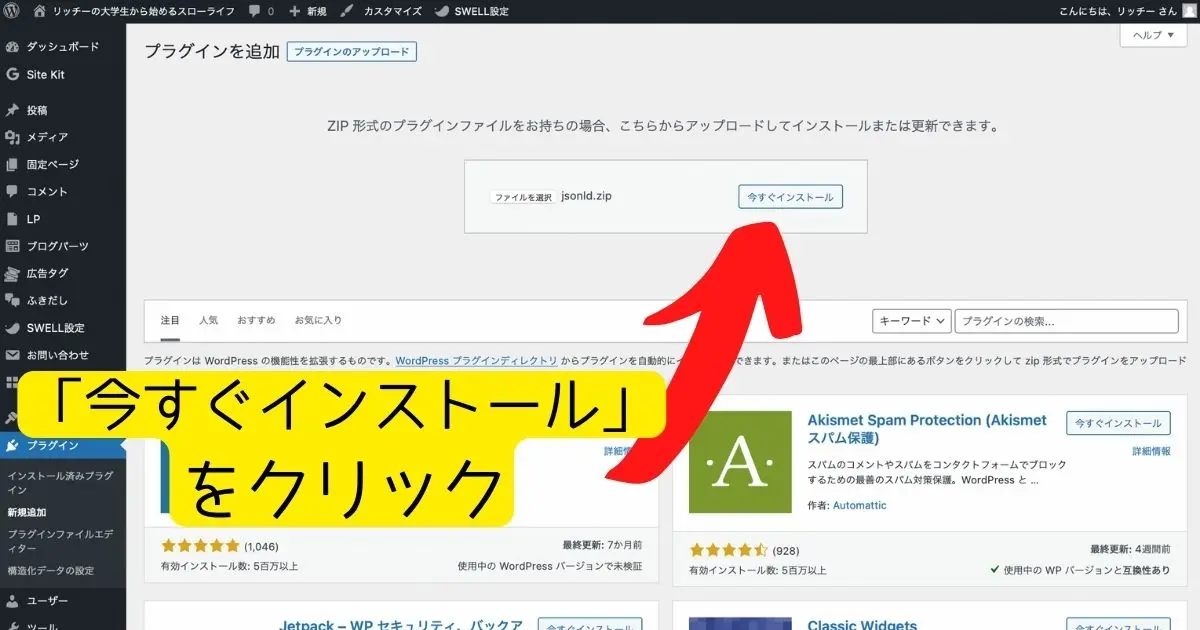 リッチーの大学生から始めるスローライフ 0 新規 カスタマイズ SWELL設定 こんにちは、リッチー さん
ヘルプ ▼
ダッシュボード
Site Kit
投稿
メディア
固定ページ
コメント
LP
ブログパーツ
広告タグ
ふきだし
SWELL設定
お問い合わせ
プラグイン
インストール済みプラグ
イン
新規追加
プラグインファイルエデ
ィター
構造化データの設定
ユーザー
ツール
プラグインを追加 プラグインのアップロード
ZIP 形式のプラグインファイルをお持ちの場合、こちらからアップロードしてインストールまたは更新できます。
ファイルを選択 jsonld.zip 今すぐインストール
注目 人気 おすすめ お気に入り キーワード プラグインの検索...
プラグインは WordPress の機能性を拡張するものです。WordPress プラグインディレクトリ からプラグインを自動的に できます。またはこのページの最上部にあるボタンをクリックして zip 形式でプラグインをアップロード
「今すぐインストール」
をクリック
詳細
(1,046) 最終更新: 7か月前
有効インストール数: 5百万以上 使用中の WordPress バージョンで未検証
A
Akismet Spam Protection (Akismet
スパム保護)
今すぐインストール
詳細情報
スパムのコメントやスパムをコンタクトフォームでブロック
するための最善のスパム対策保護。WordPress と ...
作者: Automattic
(928) 最終更新: 4週間前
有効インストール数: 5百万以上 ✓ 使用中の WP バージョンと互換性あり
Jetpack – WP セキュリティ、バックア 今すぐインストール
Classic Widgets 今すぐインストール